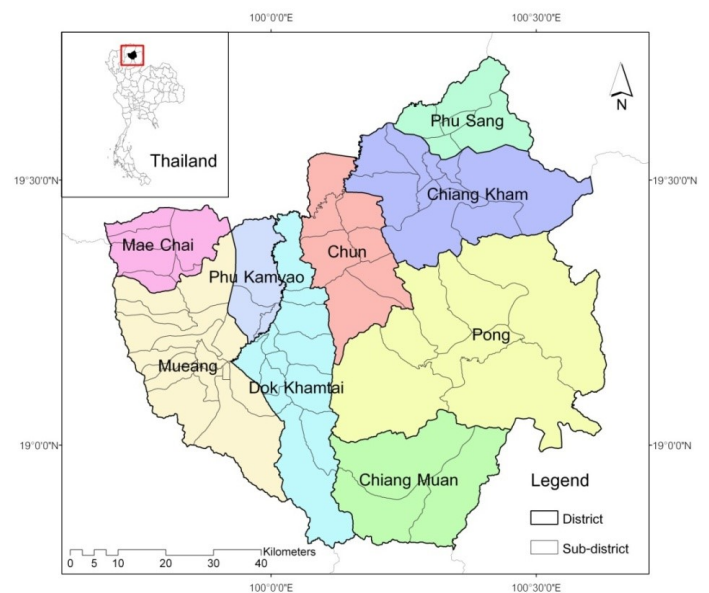 100°0'0"E 100°30'0"E
Thailand
N
Phu Sang
19°30'0"N 19°30'0"N
Chiang Kham
Mae Chai
Chun
Phu Kamyao
Pong
Mueang
Dok Khamtai
19°0'0"N 19°0'0"N
Chiang Muan
Legend
District
Sub-district
Kilometers
0 5 10 20 30 40
100°0'0"E 100°30'0"E